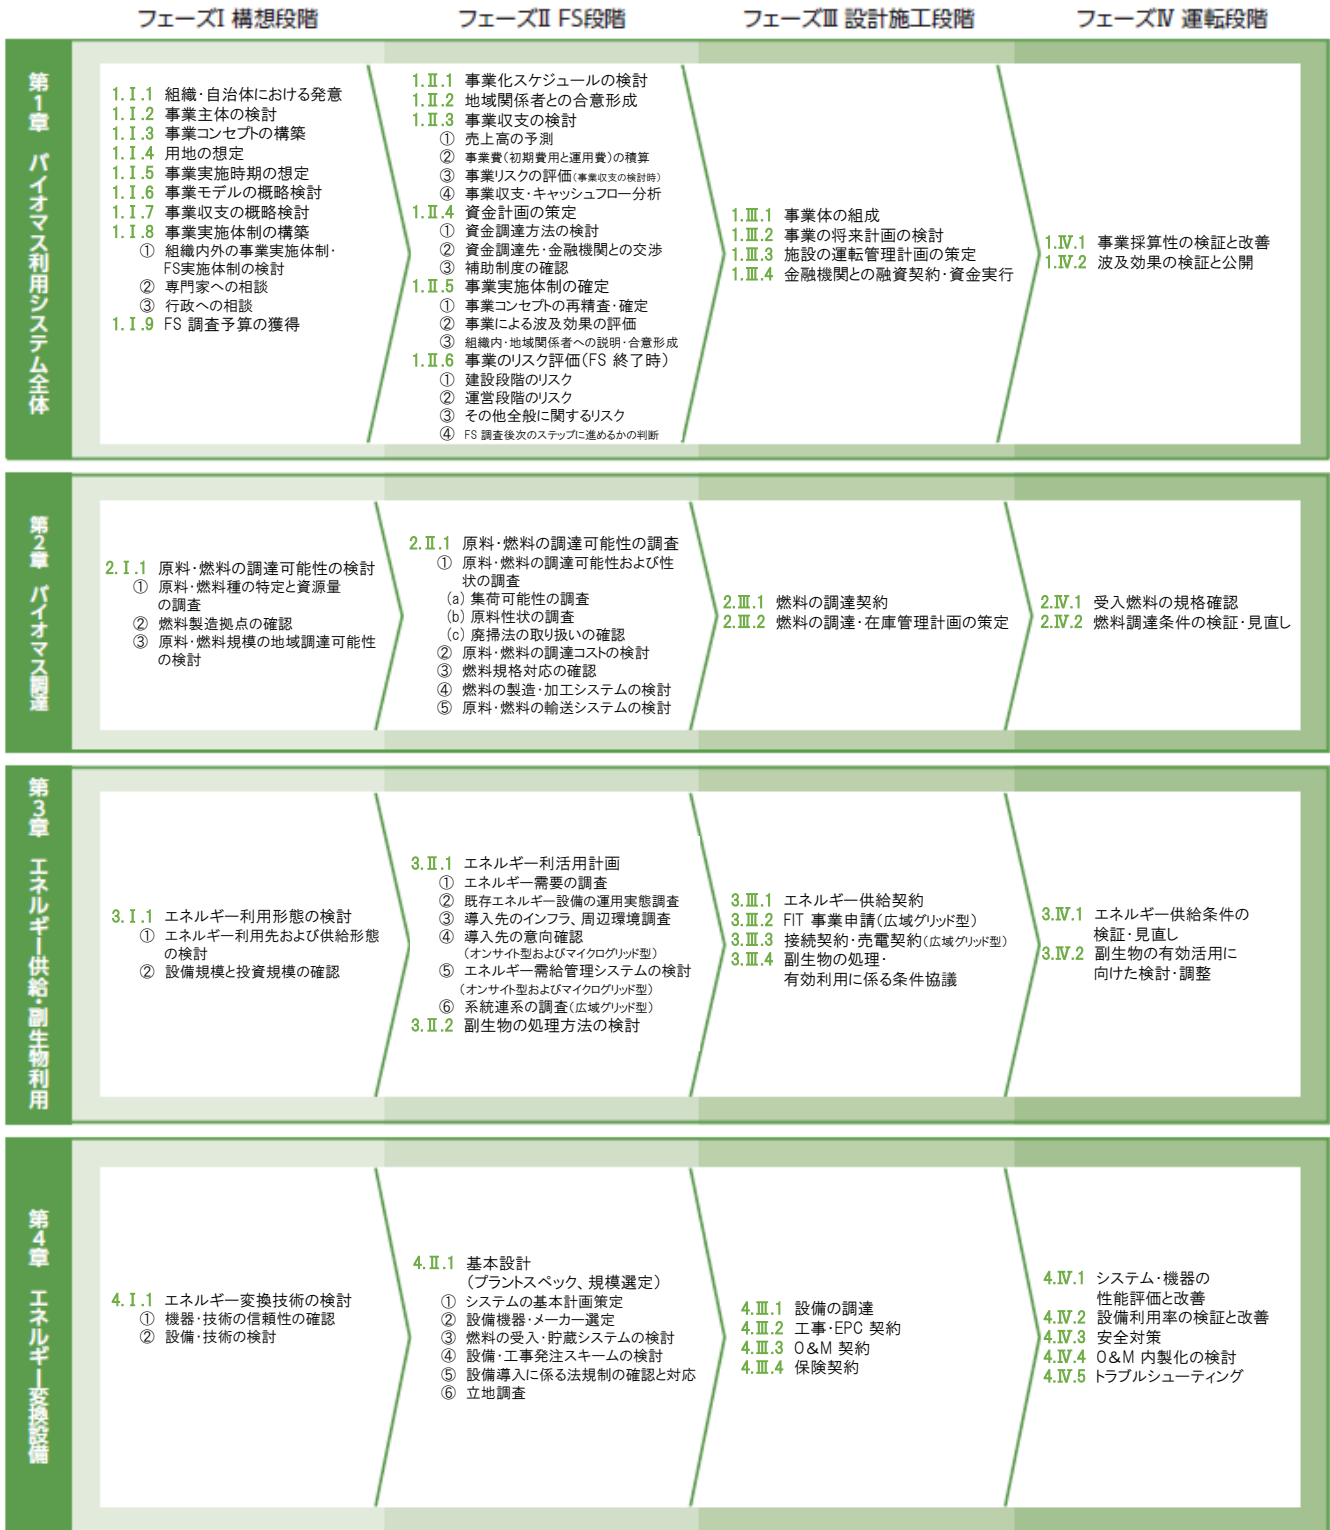 フェーズⅠ 構想段階
フェーズⅡ FS段階
フェーズⅢ 設計施工段階
フェーズⅣ 運転段階
第1章 バイオマス利用システム全体
1.Ⅰ.1 組織・自治体における発意
1.Ⅰ.2 事業主体の検討
1.Ⅰ.3 事業コンセプトの構築
1.Ⅰ.4 用地の想定
1.Ⅰ.5 事業実施時期の想定
1.Ⅰ.6 事業モデルの概略検討
1.Ⅰ.7 事業収支の概略検討
1.Ⅰ.8 事業実施体制の構築
① 組織内外の事業実施体制・
FS実施体制の検討
② 専門家への相談
③ 行政への相談
1.Ⅰ.9 FS 調査予算の獲得
1.Ⅱ.1 事業化スケジュールの検討
1.Ⅱ.2 地域関係者との合意形成
1.Ⅱ.3 事業収支の検討
① 売上高の予測
② 事業費(初期費用と運用費)の積算
③ 事業リスクの評価(事業収支の検討時)
④ 事業収支・キャッシュフロー分析
1.Ⅱ.4 資金計画の策定
① 資金調達方法の検討
② 資金調達先・金融機関との交渉
③ 補助制度の確認
1.Ⅱ.5 事業実施体制の確定
① 事業コンセプトの再精査・確定
② 事業による波及効果の評価
③ 組織内・地域関係者への説明・合意形成
1.Ⅱ.6 事業のリスク評価(FS 終了時)
① 建設段階のリスク
② 運営段階のリスク
③ その他全般に関するリスク
④ FS 調査後次のステップに進めるかの判断
1.Ⅲ.1 事業体の組成
1.Ⅲ.2 事業の将来計画の検討
1.Ⅲ.3 施設の運転管理計画の策定
1.Ⅲ.4 金融機関との融資契約・資金実行
1.Ⅳ.1 事業採算性の検証と改善
1.Ⅳ.2 波及効果の検証と公開
第2章 バイオマス調達
2.Ⅰ.1 原料・燃料の調達可能性の検討
① 原料・燃料種の特定と資源量
の調査
② 燃料製造拠点の確認
③ 原料・燃料規模の地域調達可能性
の検討
2.Ⅱ.1 原料・燃料の調達可能性の調査
① 原料・燃料の調達可能性および性
状の調査
(a) 集荷可能性の調査
(b) 原料性状の調査
(c) 廃掃法の取り扱いの確認
② 原料・燃料の調達コストの検討
③ 燃料規格対応の確認
④ 燃料の製造・加工システムの検討
⑤ 原料・燃料の輸送システムの検討
2.Ⅲ.1 燃料の調達契約
2.Ⅲ.2 燃料の調達・在庫管理計画の策定
2.Ⅳ.1 受入燃料の規格確認
2.Ⅳ.2 燃料調達条件の検証・見直し
第3章 エネルギー供給・副生物利用
3.Ⅰ.1 エネルギー利用形態の検討
① エネルギー利用先および供給形態
の検討
② 設備規模と投資規模の確認
3.Ⅱ.1 エネルギー利活用計画
① エネルギー需要の調査
② 既存エネルギー設備の運用実態調査
③ 導入先のインフラ、周辺環境調査
④ 導入先の意向確認
(オンサイト型およびマイクログリッド型)
⑤ エネルギー需給管理システムの検討
(オンサイト型およびマイクログリッド型)
⑥ 系統連系の調査(広域グリッド型)
3.Ⅱ.2 副生物の処理方法の検討
3.Ⅲ.1 エネルギー供給契約
3.Ⅲ.2 FIT 事業申請(広域グリッド型)
3.Ⅲ.3 接続契約・売電契約(広域グリッド型)
3.Ⅲ.4 副生物の処理・
有効利用に係る条件協議
3.Ⅳ.1 エネルギー供給条件の
検証・見直し
3.Ⅳ.2 副生物の有効活用に
向けた検討・調整
第4章 エネルギー変換設備
4.Ⅰ.1 エネルギー変換技術の検討
① 機器・技術の信頼性の確認
② 設備・技術の検討
4.Ⅱ.1 基本設計
(プラントスペック、規模選定)
① システムの基本計画策定
② 設備機器・メーカー選定
③ 燃料の受入・貯蔵システムの検討
④ 設備・工事発注スキームの検討
⑤ 設備導入に係る法規制の確認と対応
⑥ 立地調査
4.Ⅲ.1 設備の調達
4.Ⅲ.2 工事・EPC 契約
4.Ⅲ.3 O&M 契約
4.Ⅲ.4 保険契約
4.Ⅳ.1 システム・機器の
性能評価と改善
4.Ⅳ.2 設備利用率の検証と改善
4.Ⅳ.3 安全対策
4.Ⅳ.4 O&M 内製化の検討
4.Ⅳ.5 トラブルシューティング